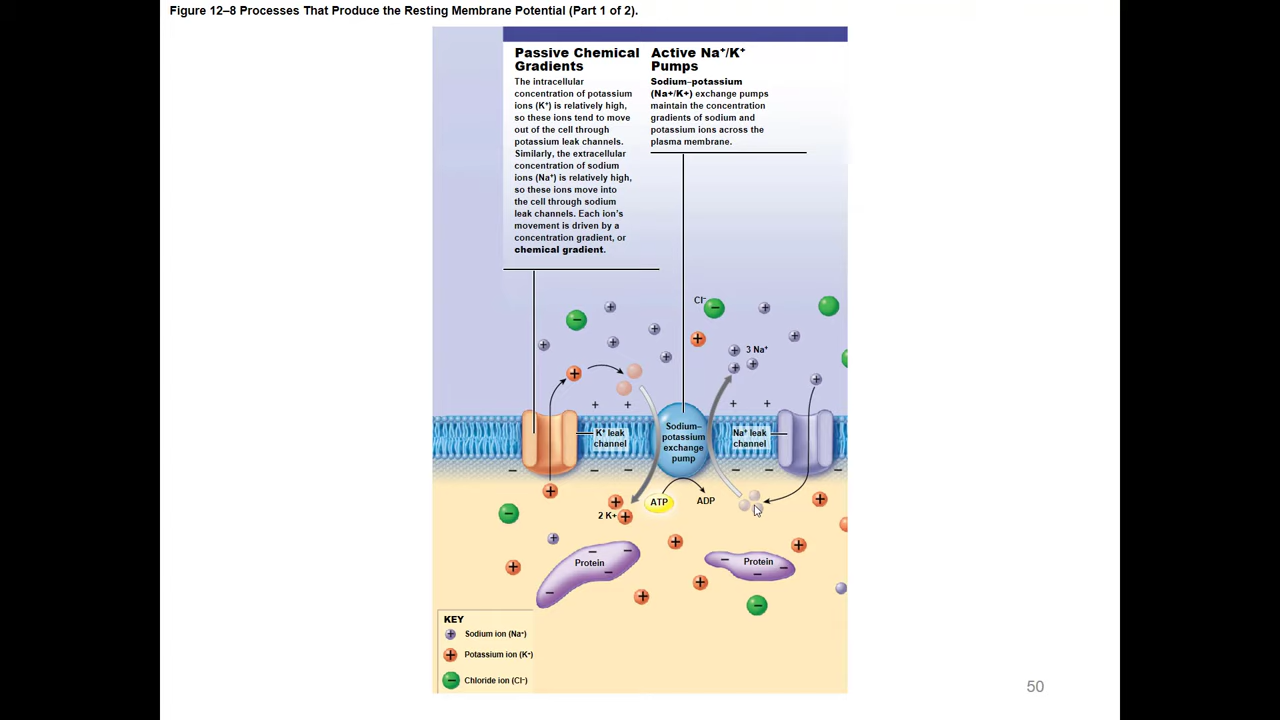 Figure 12–8 Processes That Produce the Resting Membrane Potential (Part 1 of 2).
Passive Chemical
Gradients
The intracellular
concentration of potassium
ions (K⁺) is relatively high,
so these ions tend to move
out of the cell through
potassium leak channels.
Similarly, the extracellular
concentration of sodium
ions (Na⁺) is relatively high,
so these ions move into
the cell through sodium
leak channels. Each ion's
movement is driven by a
concentration gradient, or
chemical gradient.
Active Na⁺/K⁺
Pumps
Sodium–potassium
(Na+/K+) exchange pumps
maintain the concentration
gradients of sodium and
potassium ions across the
plasma membrane.
Cl⁻
3 Na⁺
K⁺ leak
channel
Sodium–
potassium
exchange
pump
Na⁺ leak
channel
ATP
ADP
2 K+
Protein
Protein
KEY
Sodium ion (Na⁺)
Potassium ion (K⁺)
Chloride ion (Cl⁻)
50